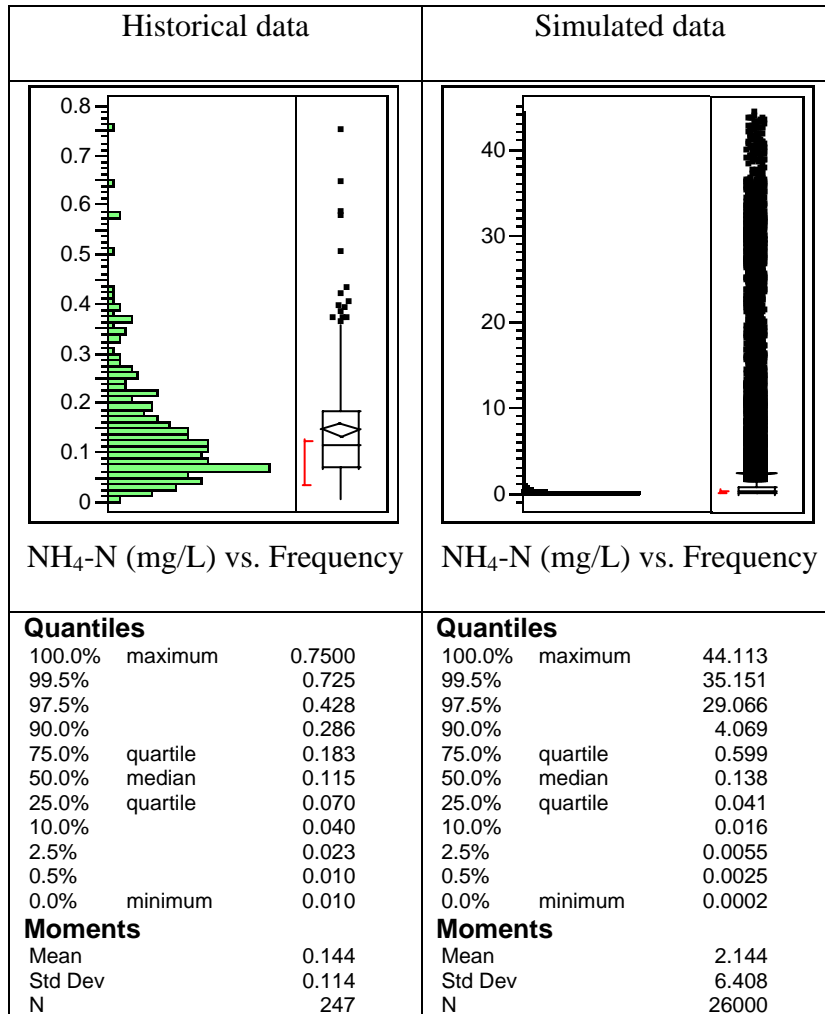 Historical data
Simulated data
0.8
0.7
0.6
0.5
0.4
0.3
0.2
0.1
0
40
30
20
10
0
NH₄-N (mg/L) vs. Frequency
NH₄-N (mg/L) vs. Frequency
Quantiles
100.0% maximum 0.7500
99.5% 0.725
97.5% 0.428
90.0% 0.286
75.0% quartile 0.183
50.0% median 0.115
25.0% quartile 0.070
10.0% 0.040
2.5% 0.023
0.5% 0.010
0.0% minimum 0.010
Moments
Mean 0.144
Std Dev 0.114
N 247
Quantiles
100.0% maximum 44.113
99.5% 35.151
97.5% 29.066
90.0% 4.069
75.0% quartile 0.599
50.0% median 0.138
25.0% quartile 0.041
10.0% 0.016
2.5% 0.0055
0.5% 0.0025
0.0% minimum 0.0002
Moments
Mean 2.144
Std Dev 6.408
N 26000